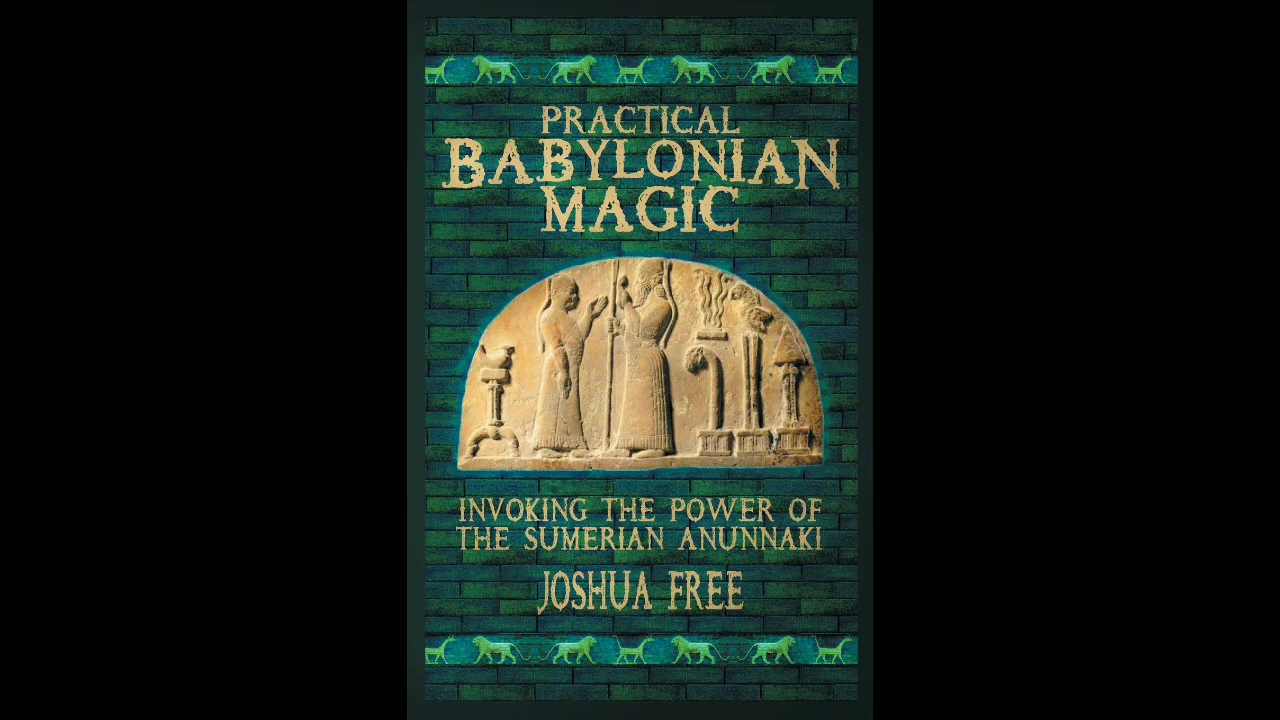 PRACTICAL
BABYLONIAN
MAGIC
INVOKING THE POWER OF
THE SUMERIAN ANUNNAKI
JOSHUA FREE